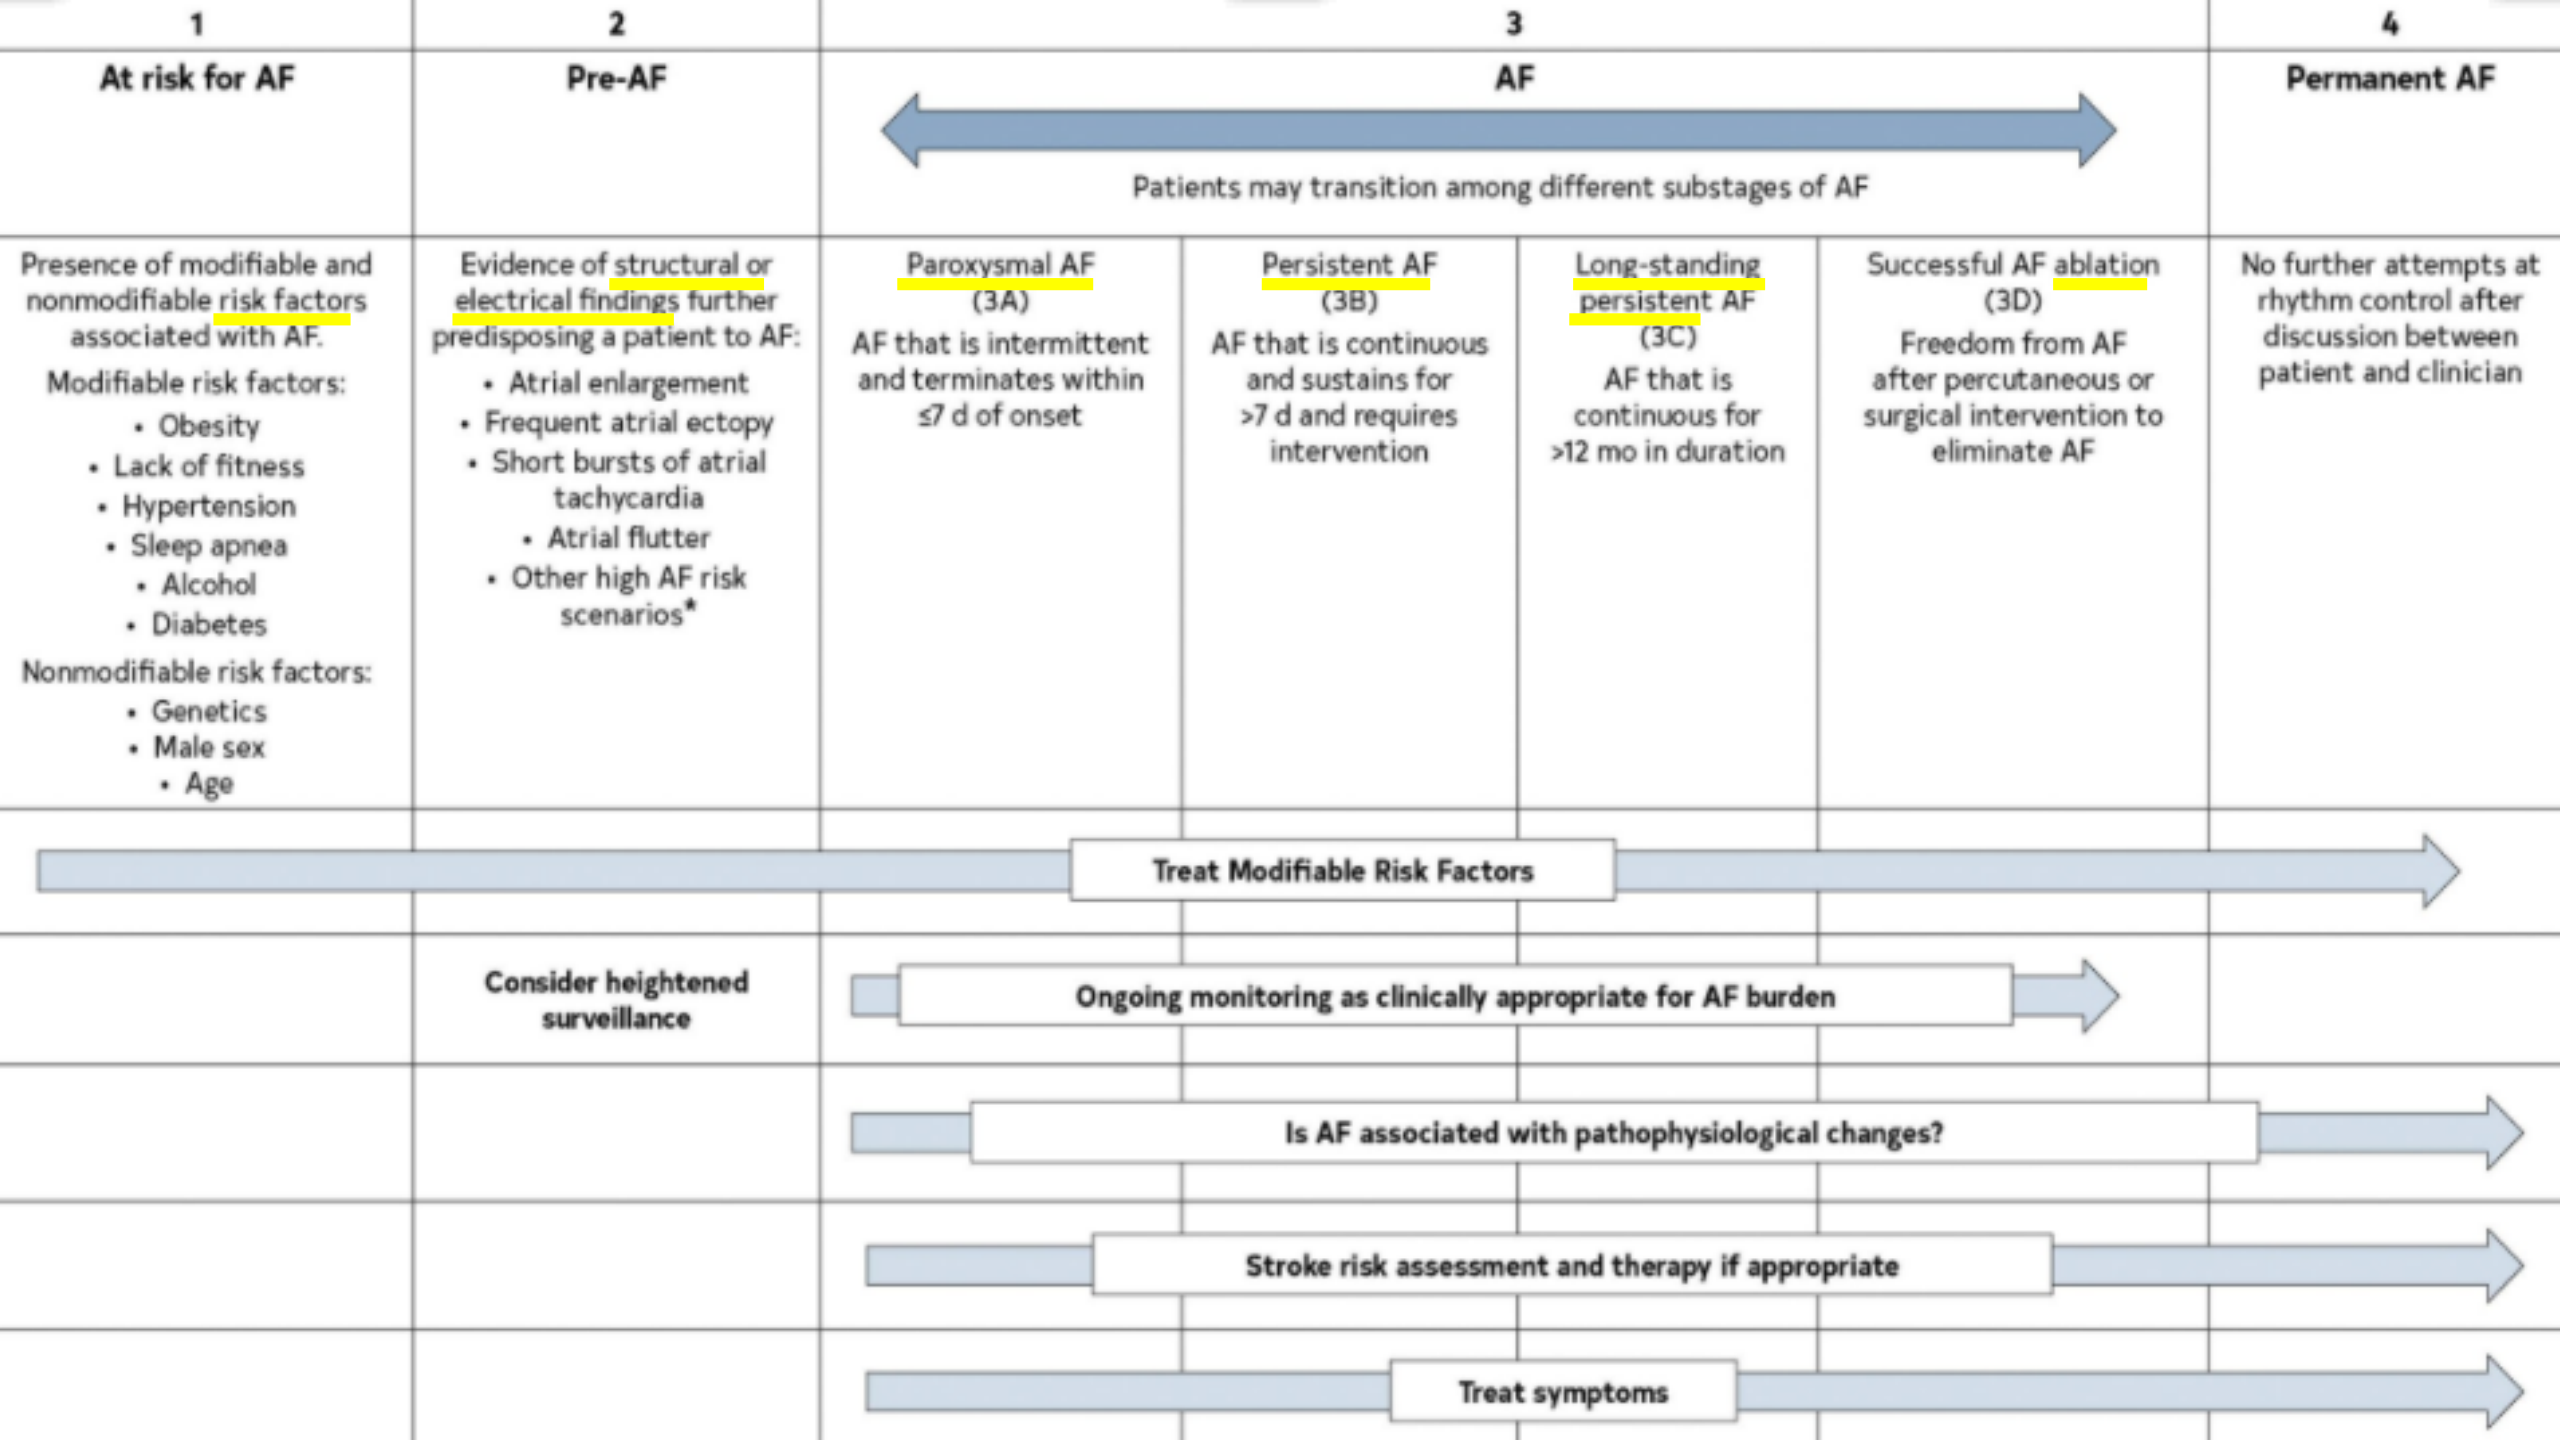 1
2
3
4
At risk for AF
Pre-AF
AF
Permanent AF
Patients may transition among different substages of AF
Presence of modifiable and
nonmodifiable risk factors
associated with AF.
Modifiable risk factors:
• Obesity
• Lack of fitness
• Hypertension
• Sleep apnea
• Alcohol
• Diabetes
Nonmodifiable risk factors:
• Genetics
• Male sex
• Age
Evidence of structural or
electrical findings further
predisposing a patient to AF:
• Atrial enlargement
• Frequent atrial ectopy
• Short bursts of atrial
tachycardia
• Atrial flutter
• Other high AF risk
scenarios*
Paroxysmal AF
(3A)
AF that is intermittent
and terminates within
≤7 d of onset
Persistent AF
(3B)
AF that is continuous
and sustains for
>7 d and requires
intervention
Long-standing
persistent AF
(3C)
AF that is
continuous for
>12 mo in duration
Successful AF ablation
(3D)
Freedom from AF
after percutaneous or
surgical intervention to
eliminate AF
No further attempts at
rhythm control after
discussion between
patient and clinician
Treat Modifiable Risk Factors
Consider heightened
surveillance
Ongoing monitoring as clinically appropriate for AF burden
Is AF associated with pathophysiological changes?
Stroke risk assessment and therapy if appropriate
Treat symptoms